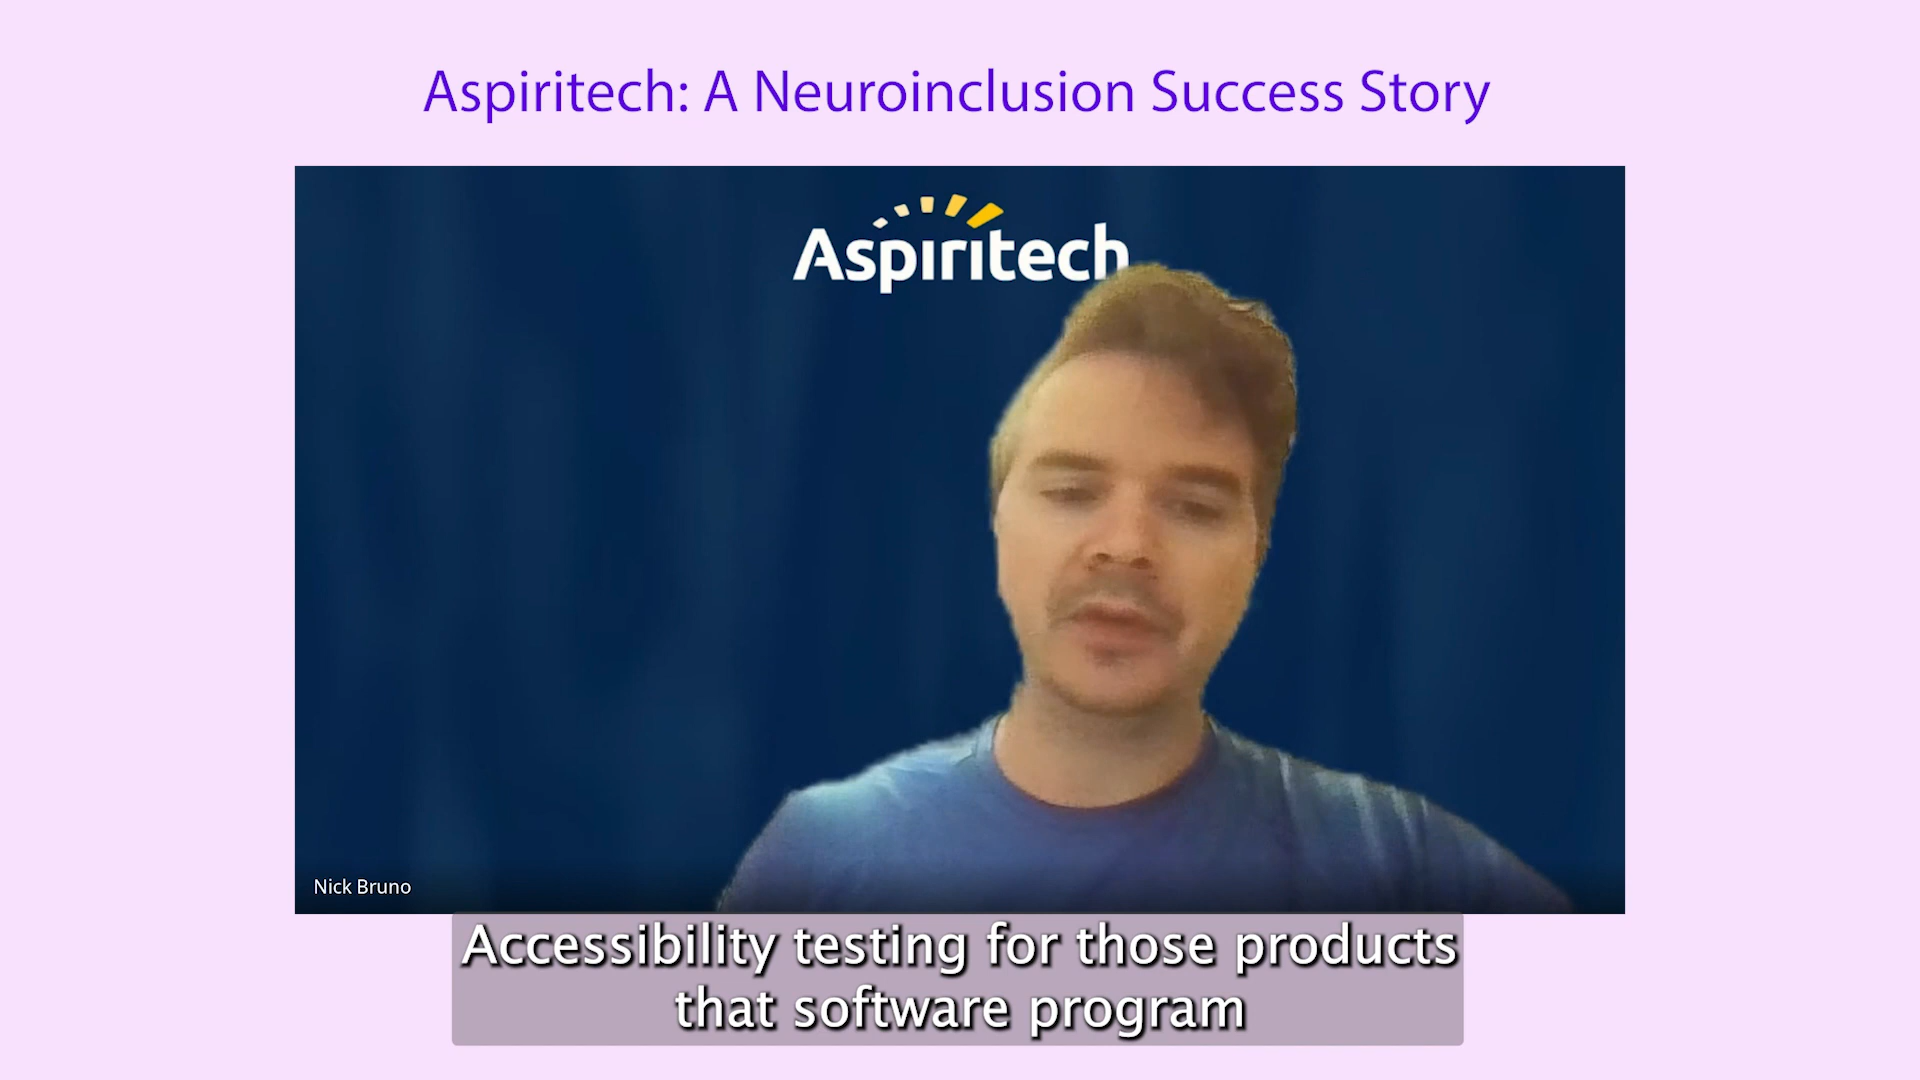 Aspiritech: A Neuroinclusion Success Story
Aspiritech
Nick Bruno
Accessibility testing for those products
that software program